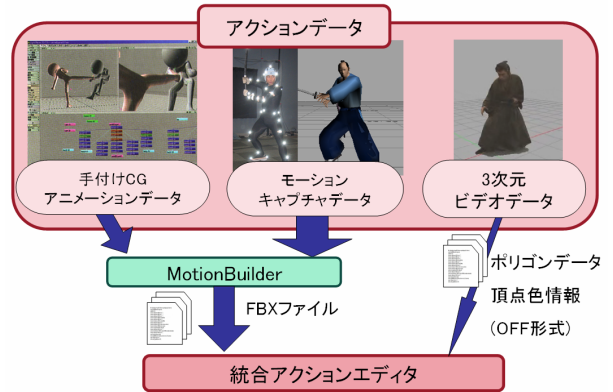 アクションデータ
手付けCG
アニメーションデータ
モーション
キャプチャデータ
3次元
ビデオデータ
MotionBuilder
FBXファイル
ポリゴンデータ
頂点色情報
(OFF形式)
統合アクションエディタ